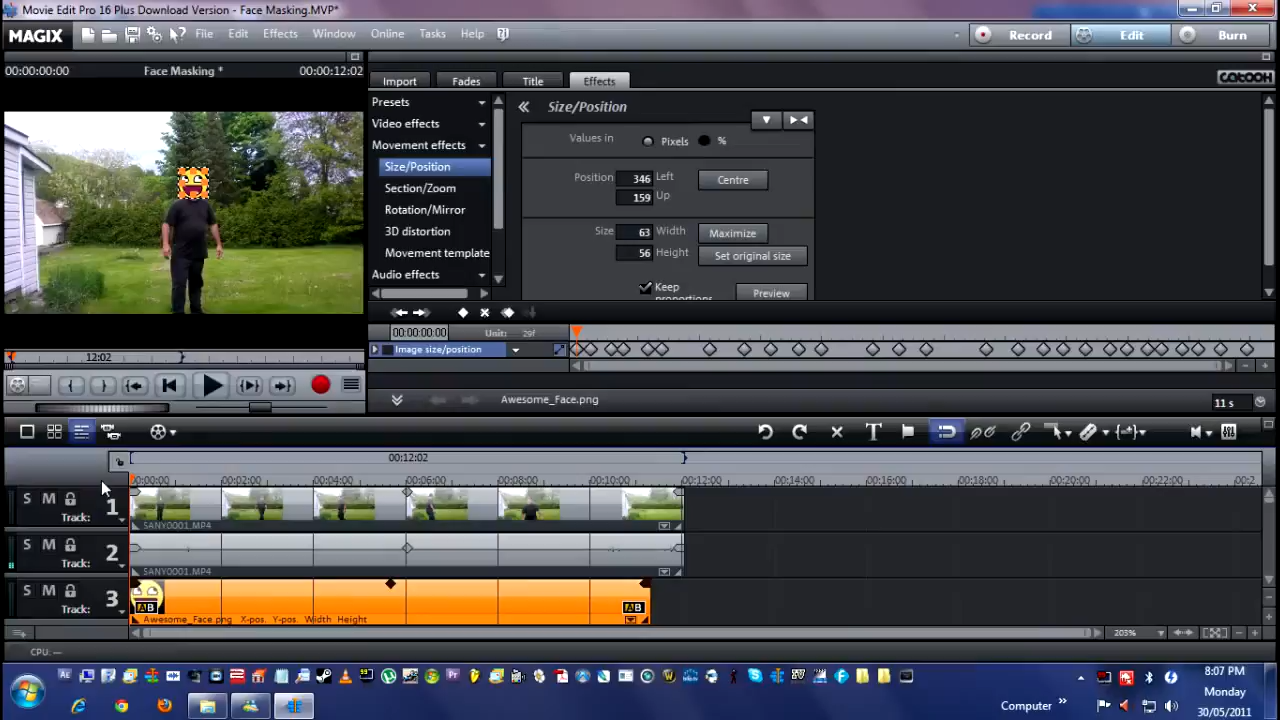 Movie Edit Pro 16 Plus Download Version - Face Masking.MVP*
MAGIX
File Edit Effects Window Online Tasks Help
Record Edit Burn
00:00:00:00 Face Masking * 00:00:12:02
Import Fades Title Effects
CATOOH
Presets
Video effects
Movement effects
Size/Position
Section/Zoom
Rotation/Mirror
3D distortion
Movement template
Audio effects
Size/Position
Values in Pixels %
Position 346 Left Centre
159 Up
Size 63 Width Maximize
56 Height Set original size
Keep proportions Preview
00:00:00:00 Unit: 29f
Image size/position
12:02
Awesome_Face.png
11 s
00:12:02
00:00:00 00:02:00 00:04:00 00:06:00 00:08:00 00:10:00 00:12:00 00:14:00 00:16:00 00:18:00 00:20:00 00:22:00 00:2
S M 1
Track:
SANY0001.MP4
S M 2
Track:
SANY0001.MP4
S M 3
Track:
AB AB
Awesome_Face.png X-pos. Y-pos. Width Height
203%
CPU: —
8:07 PM
Monday
Computer »
30/05/2011